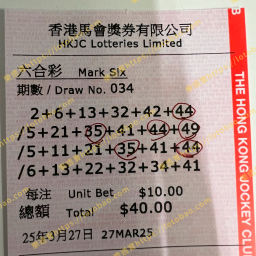 香港馬會獎券有限公司
HKJC Lotteries Limited
六合彩 Mark Six
期數 / Draw No. 034
2+6+13+32+42+44
/5+21+35+41+44+49
/5+11+21+35+41+44
/6+13+22+32+34+41
每注 Unit Bet $10.00
總額 Total $40.00
25年3月27日 27MAR25
THE HONG KONG JOCKEY CLU